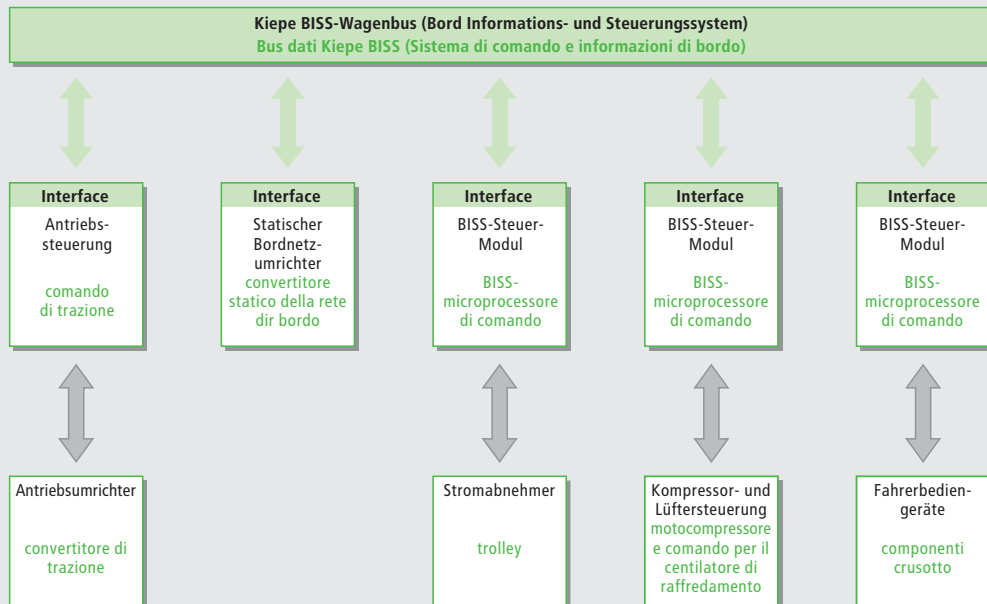 Kiepe BISS-Wagenbus (Bord Informations- und Steuerungssystem)
Bus dati Kiepe BISS (Sistema di comando e informazioni di bordo)
Interface
Antriebs-
steuerung
comando
di trazione
Interface
Statischer
Bordnetz-
umrichter
convertitore
statico della rete
dir bordo
Interface
BISS-Steuer-
Modul
BISS-
microprocessore
di comando
Interface
BISS-Steuer-
Modul
BISS-
microprocessore
di comando
Interface
BISS-Steuer-
Modul
BISS-
microprocessore
di comando
Antriebsumrichter
convertitore di
trazione
Stromabnehmer
trolley
Kompressor- und
Lüftersteuerung
motocompressore
e comando per il
centilatore di
raffredamento
Fahrerbedien-
geräte
componenti
crusotto